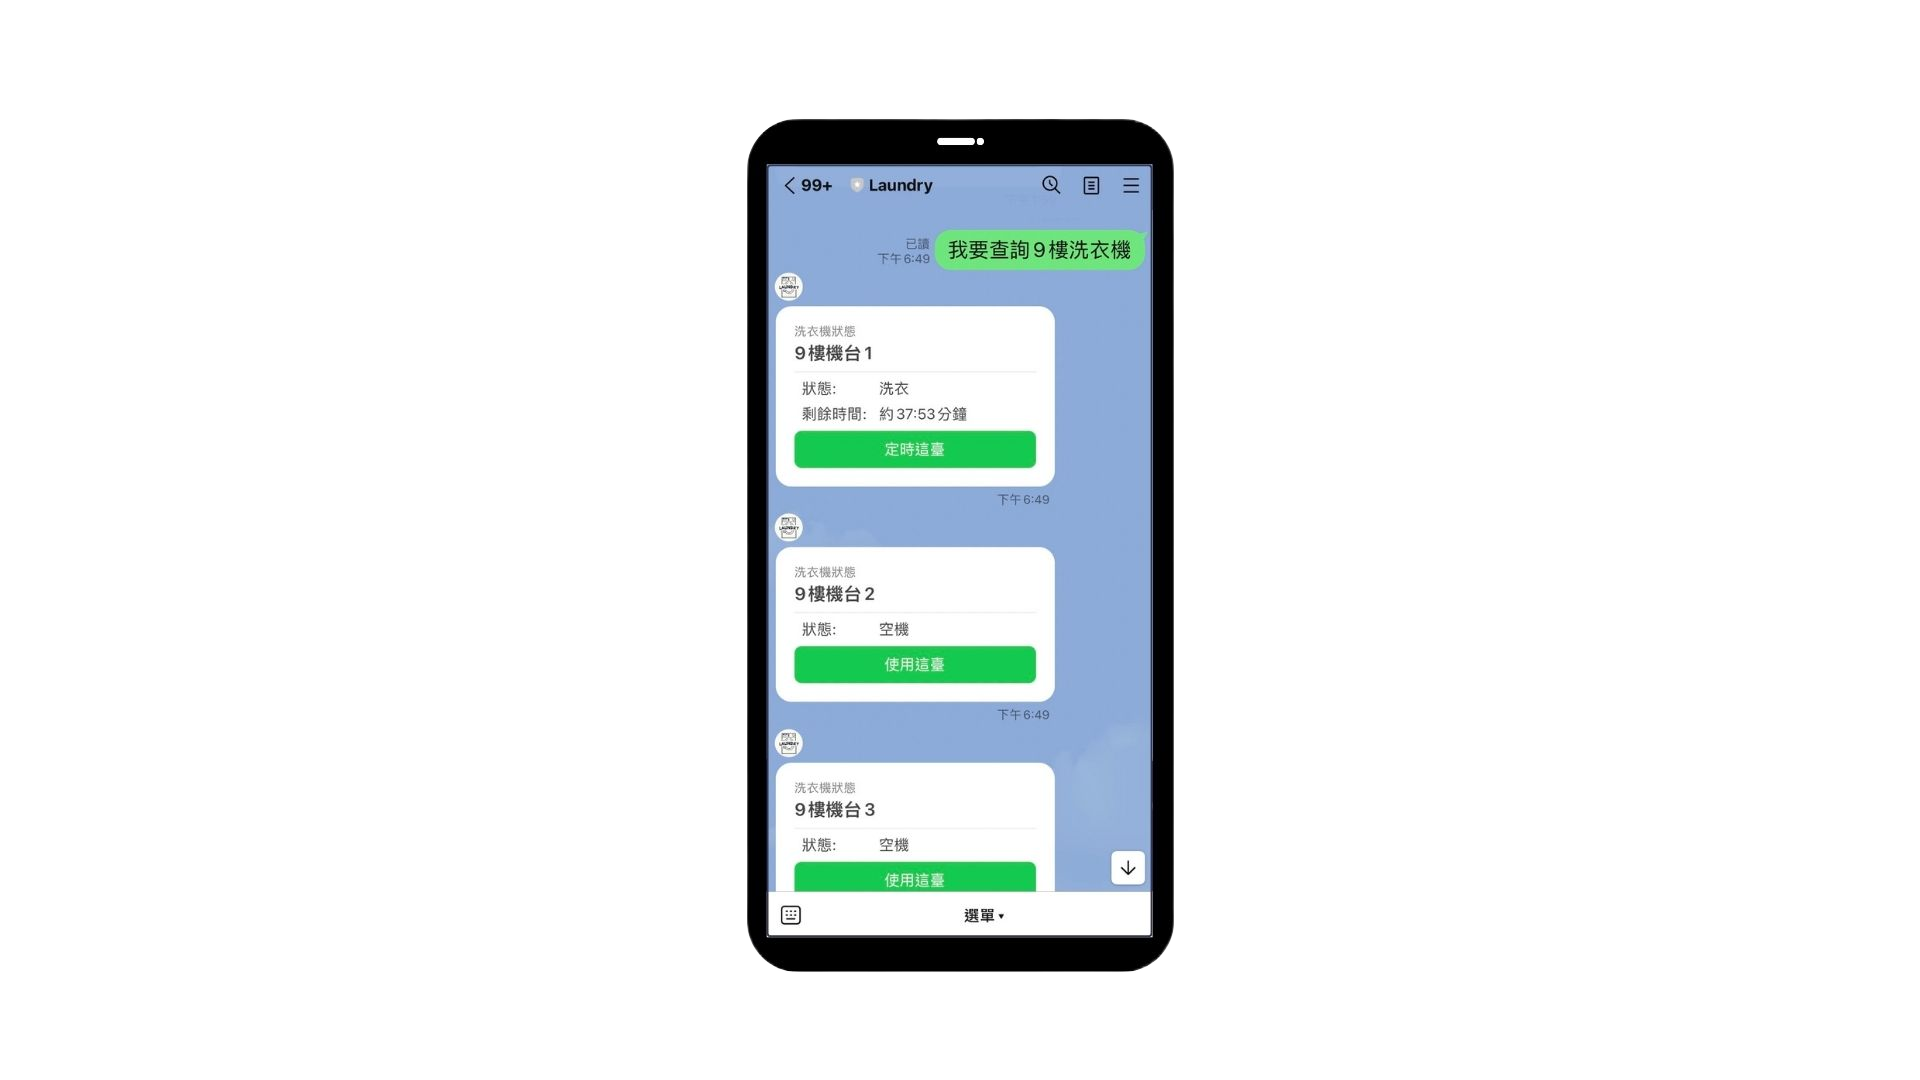 99+ Laundry
已讀
下午6:49
我要查詢9樓洗衣機
洗衣機狀態
9樓機台1
狀態: 洗衣
剩餘時間: 約37:53分鐘
定時這臺
下午6:49
洗衣機狀態
9樓機台2
狀態: 空機
使用這臺
下午6:49
洗衣機狀態
9樓機台3
狀態: 空機
使用這臺
選單▾